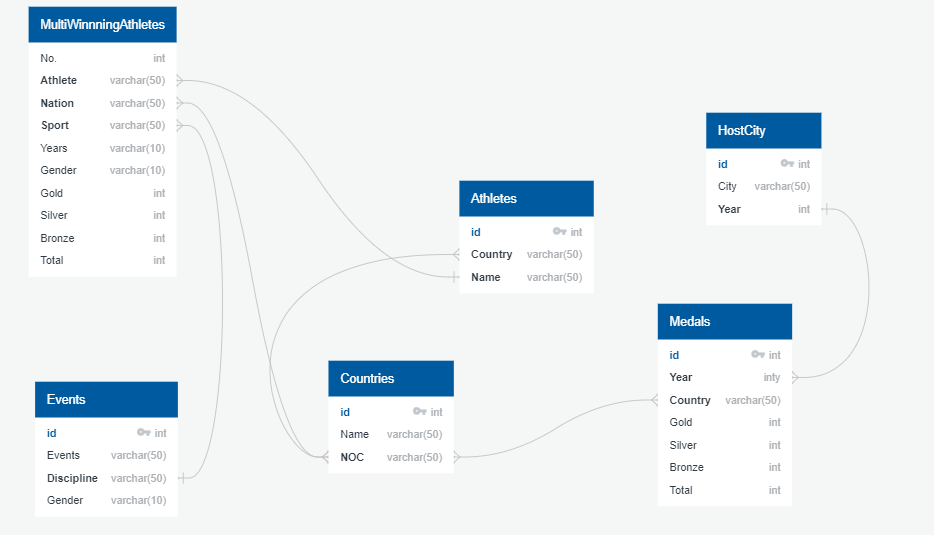 MultiWinnningAthletes
No. int
Athlete varchar(50)
Nation varchar(50)
Sport varchar(50)
Years varchar(10)
Gender varchar(10)
Gold int
Silver int
Bronze int
Total int
HostCity
id int
City varchar(50)
Year int
Athletes
id int
Country varchar(50)
Name varchar(50)
Medals
id int
Year inty
Country varchar(50)
Gold int
Silver int
Bronze int
Total int
Countries
id int
Name varchar(50)
NOC varchar(50)
Events
id int
Events varchar(50)
Discipline varchar(50)
Gender varchar(10)